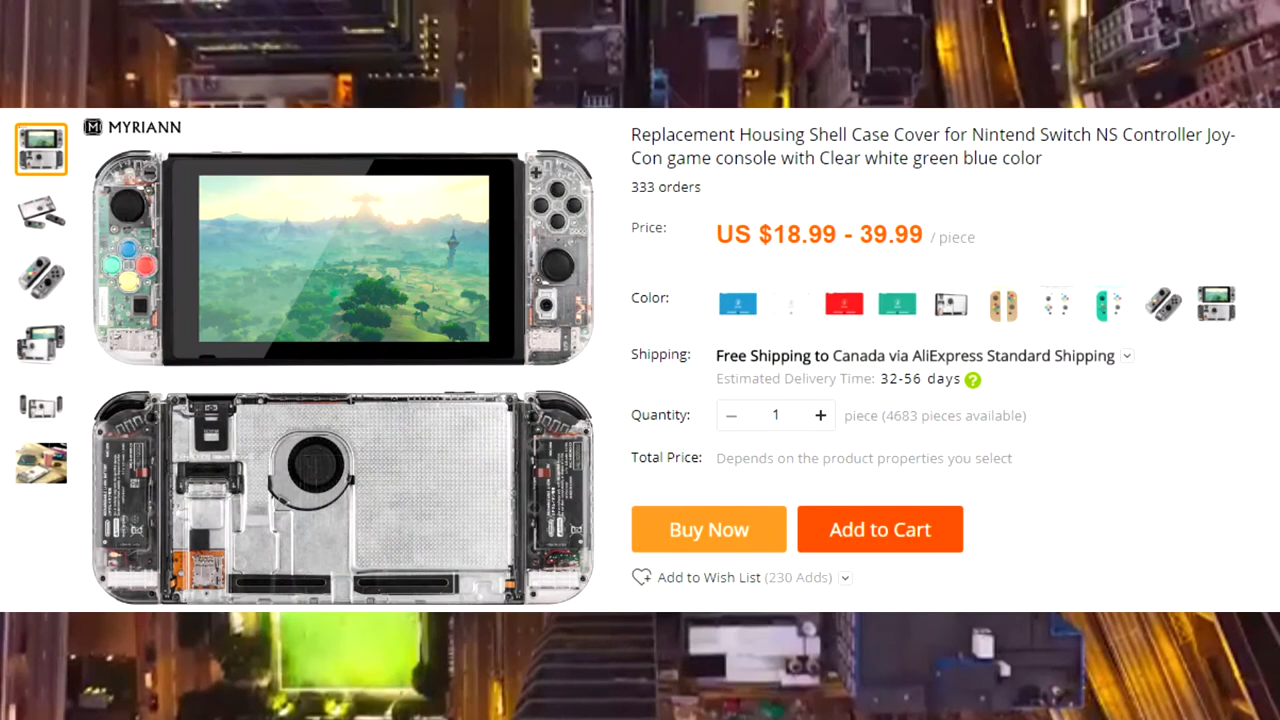 MYRIANN
Replacement Housing Shell Case Cover for Nintend Switch NS Controller Joy-
Con game console with Clear white green blue color
333 orders
Price:
US $18.99 - 39.99 / piece
Color:
Shipping:
Free Shipping to Canada via AliExpress Standard Shipping
Estimated Delivery Time: 32-56 days ?
Quantity:
− 1 + piece (4683 pieces available)
Total Price:
Depends on the product properties you select
Buy Now
Add to Cart
Add to Wish List (230 Adds)